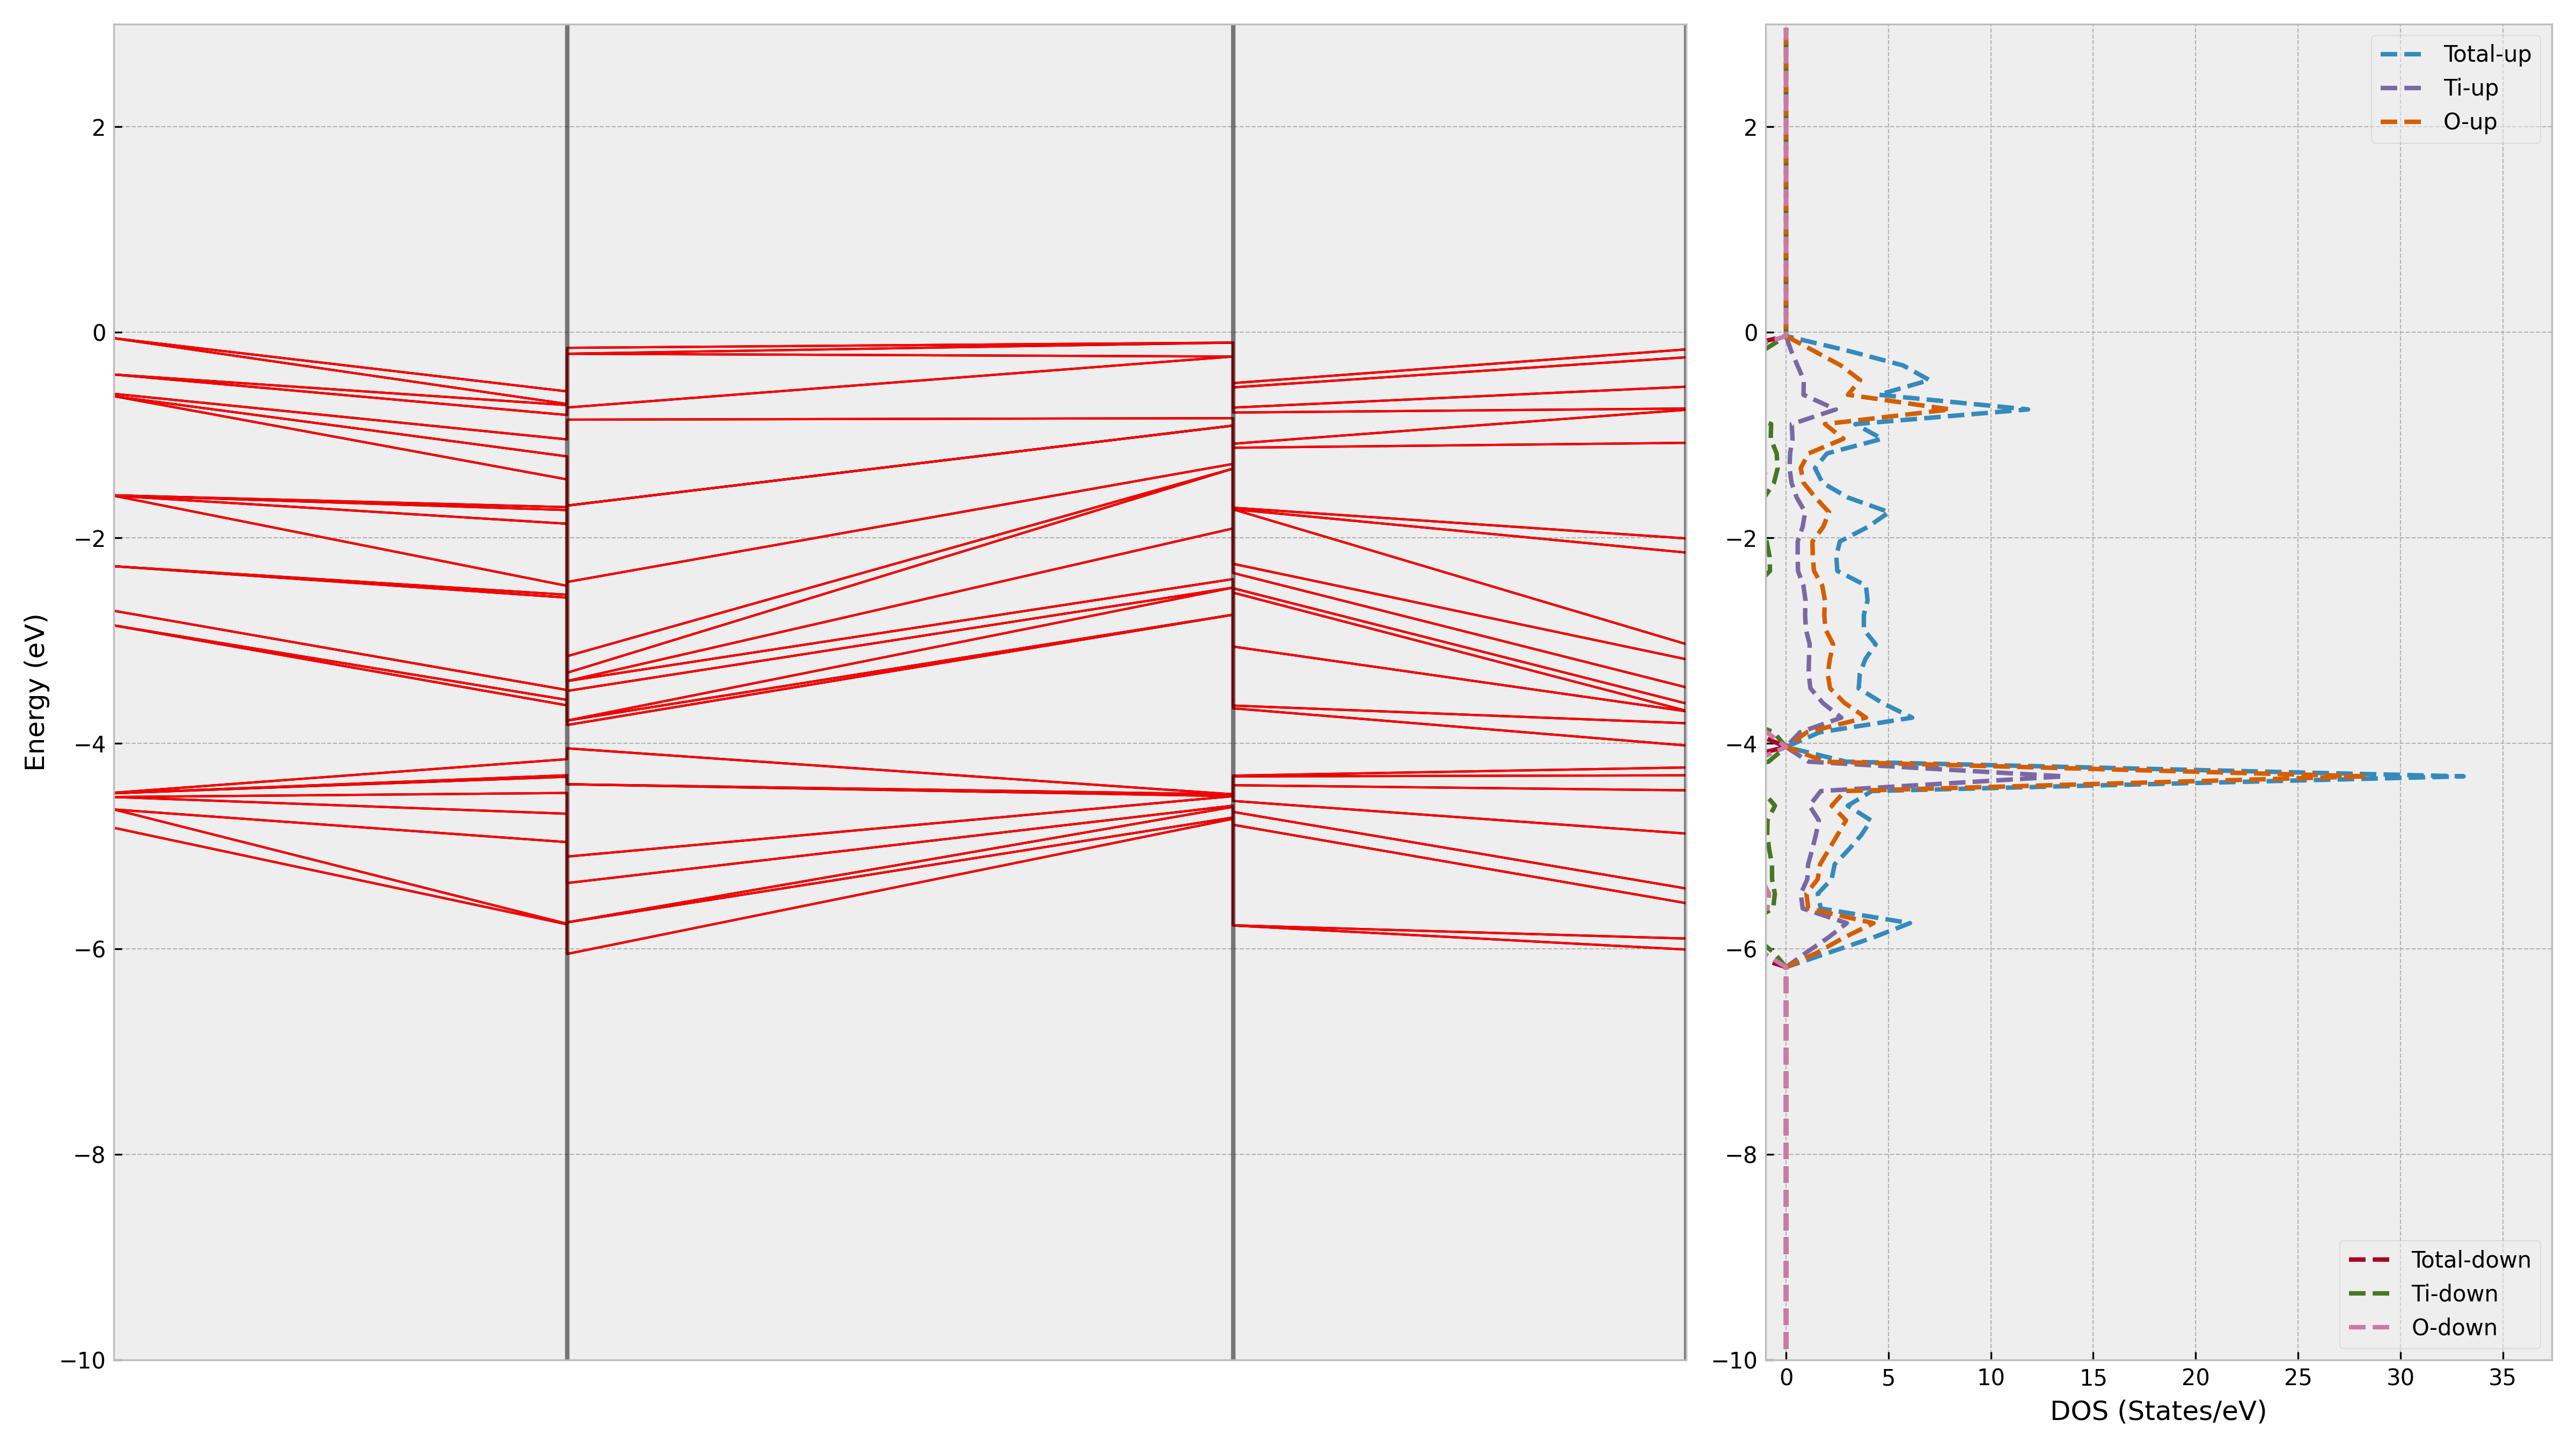 2
0
−2
−4
−6
−8
−10
Energy (eV)
2
0
−2
−4
−6
−8
−10
0 5 10 15 20 25 30 35
DOS (States/eV)
Total-up
Ti-up
O-up
Total-down
Ti-down
O-down